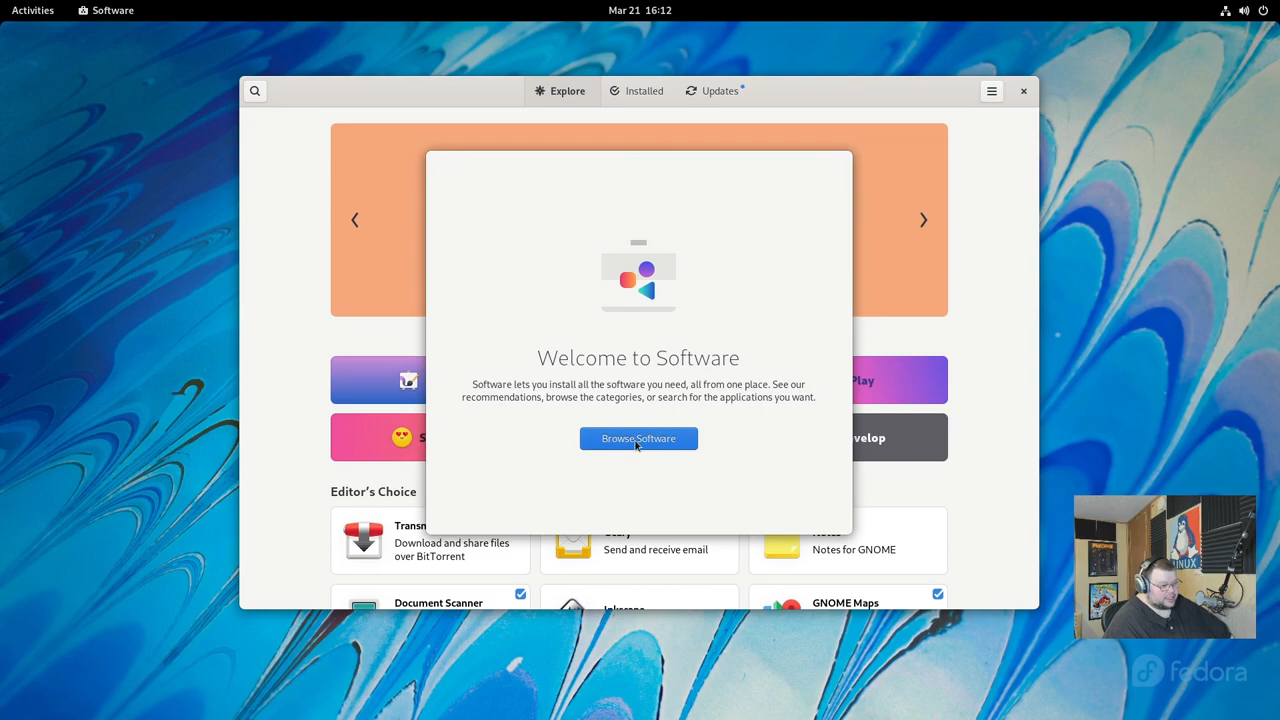 Activities
Software
Mar 21 16:12
Explore
Installed
Updates
Welcome to Software
Software lets you install all the software you need, all from one place. See our
recommendations, browse the categories, or search for the applications you want.
Browse Software
Play
S
velop
Editor's Choice
Transm
Download and share files
over BitTorrent
Send and receive email
Notes for GNOME
Document Scanner
Inkscape
GNOME Maps
fedora